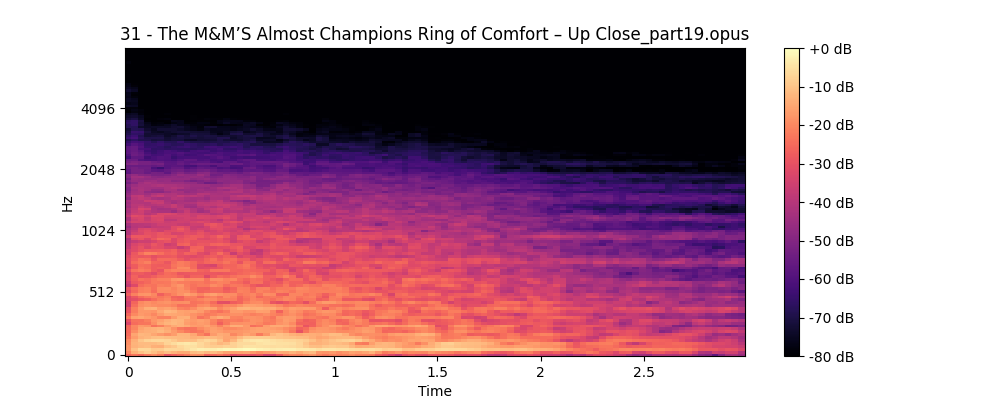 31 - The M&M’S Almost Champions Ring of Comfort – Up Close_part19.opus
Hz
4096
2048
1024
512
0
0
0.5
1
1.5
2
2.5
Time
+0 dB
-10 dB
-20 dB
-30 dB
-40 dB
-50 dB
-60 dB
-70 dB
-80 dB